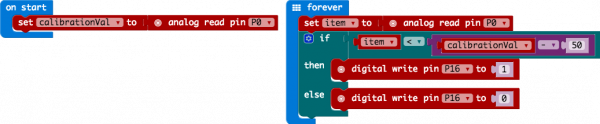 on start
set calibrationVal to analog read pin P0
forever
set item to analog read pin P0
if item < calibrationVal - 50
then digital write pin P16 to 1
else digital write pin P16 to 0